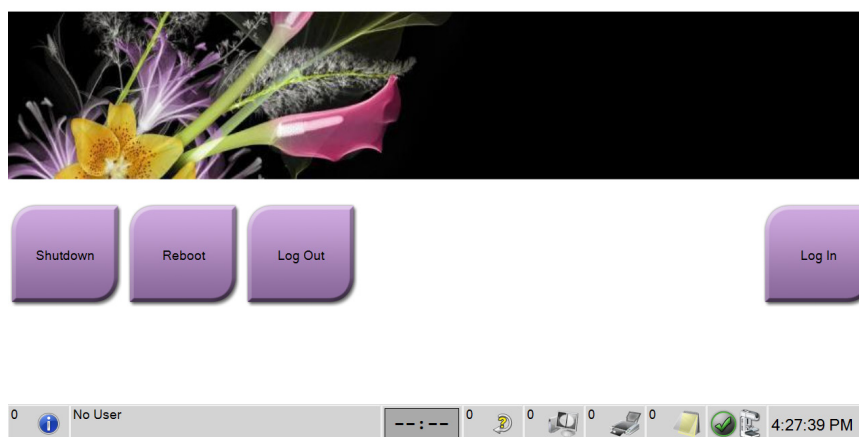 Shutdown
Reboot
Log Out
Log In
0
No User
--:--
0
0
0
0
4:27:39 PM